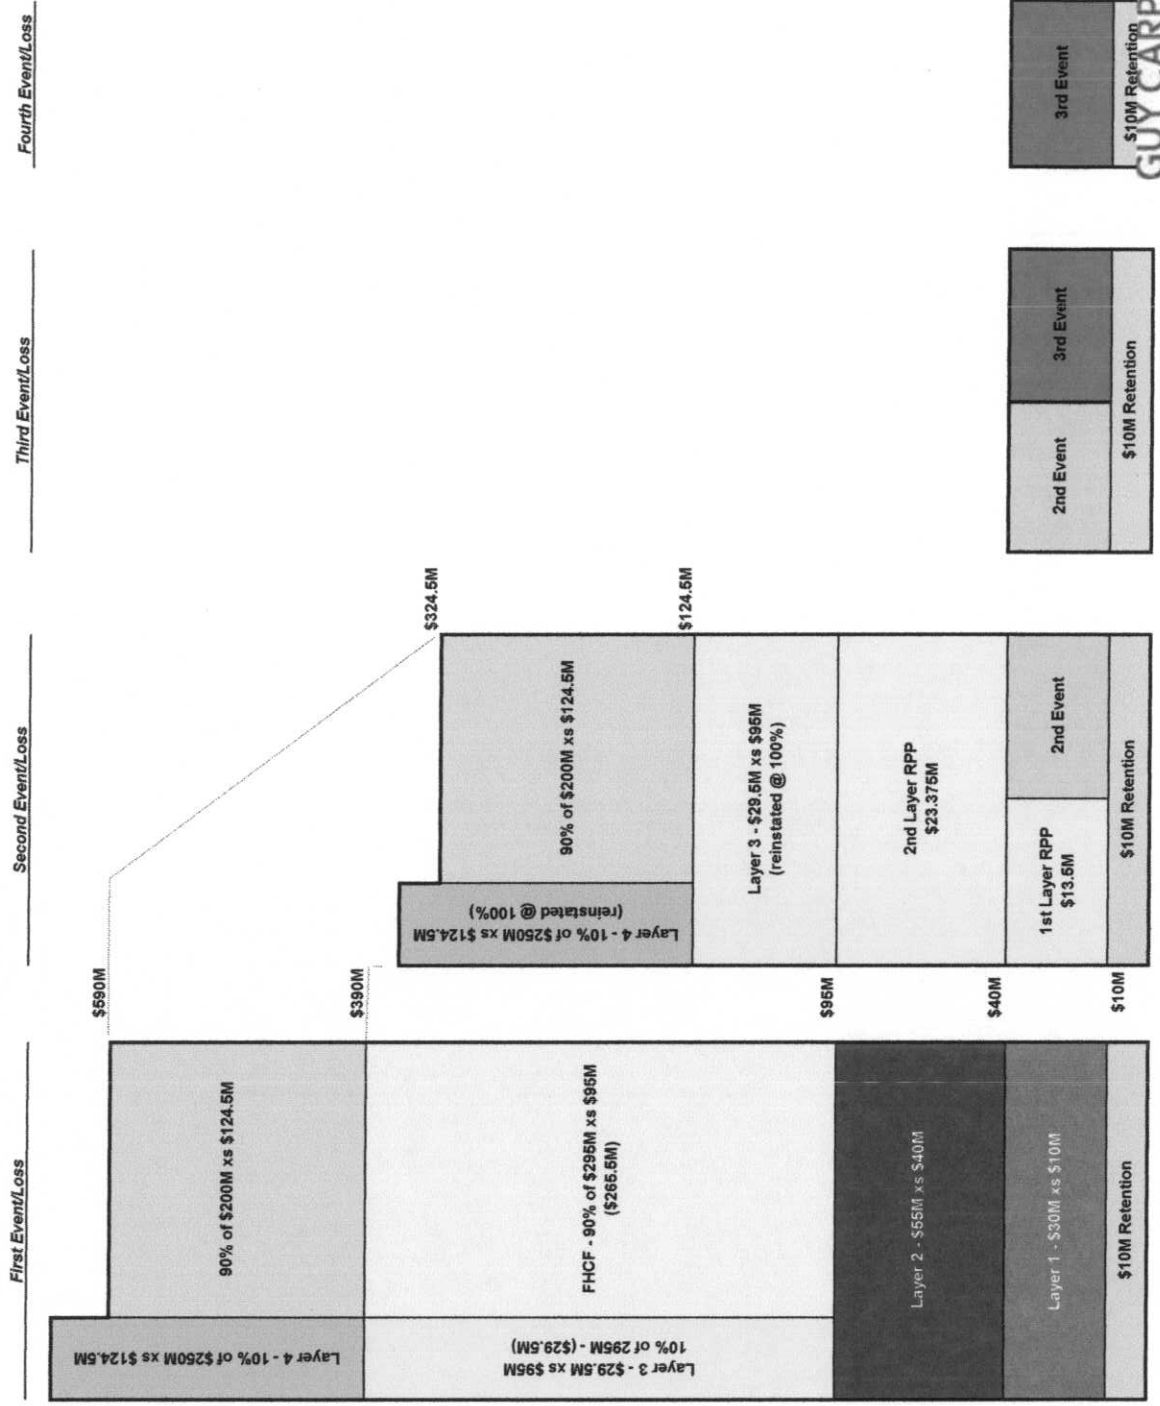 First Event/Loss
Second Event/Loss
Third Event/Loss
Fourth Event/Loss
Layer 4 - 10% of $250M xs $124.5M
90% of $200M xs $124.5M
$590M
$390M
Layer 3 - $29.5M xs $95M
10% of 295M - ($29.5M)
FHCF - 90% of $295M xs $95M
($265.5M)
$95M
Layer 2 - $55M xs $40M
$40M
Layer 1 - $30M xs $10M
$10M
$10M Retention
$324.5M
Layer 4 - 10% of $250M xs $124.5M
(reinstated @ 100%)
90% of $200M xs $124.5M
$124.5M
Layer 3 - $29.5M xs $95M
(reinstated @ 100%)
2nd Layer RPP
$23.375M
1st Layer RPP
$13.5M
2nd Event
$10M Retention
2nd Event
3rd Event
$10M Retention
3rd Event
$10M Retention
GUY CARP